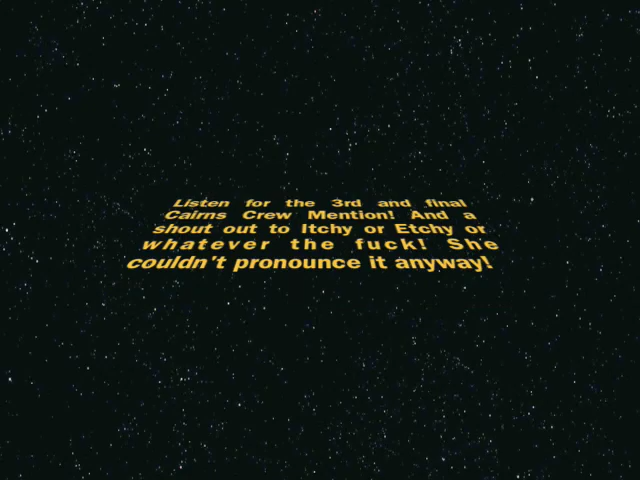 Listen for the 3rd and final
Cairns Crew Mention! And a
shout out to Itchy or Etchy or
whatever the fuck! She
couldn't pronounce it anyway!